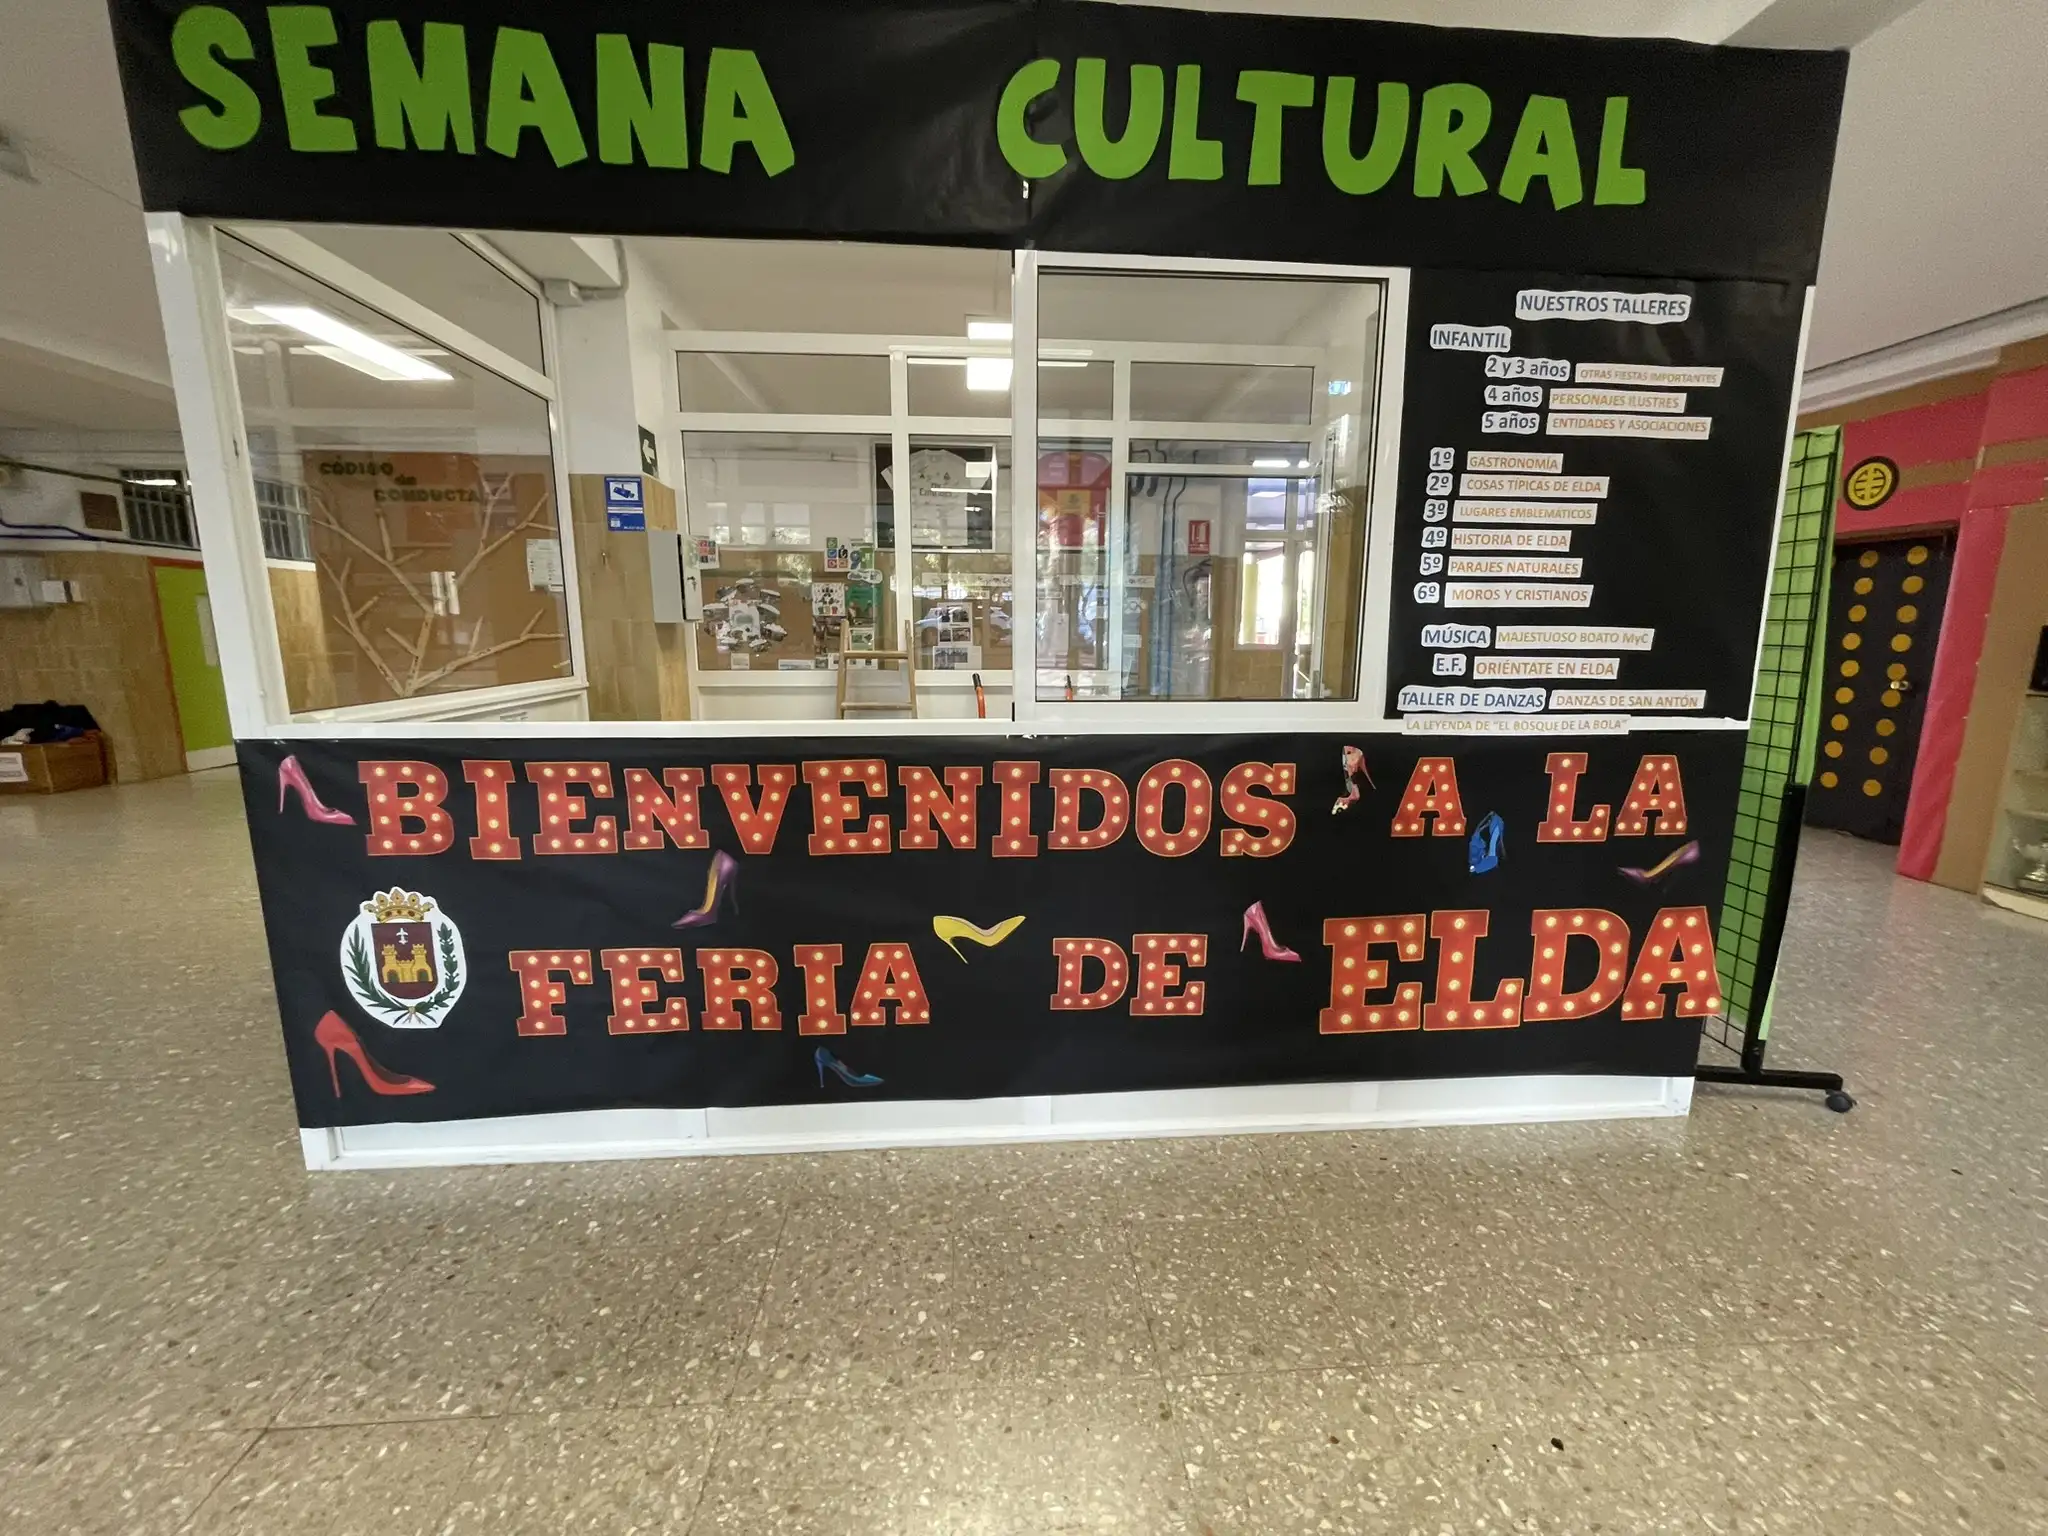 SEMANA CULTURAL
NUESTROS TALLERES
INFANTIL
2 y 3 años OTRAS FIESTAS IMPORTANTES
4 años PERSONAJES ILUSTRES
5 años ENTIDADES Y ASOCIACIONES
1º GASTRONOMÍA
2º COSAS TÍPICAS DE ELDA
3º LUGARES EMBLEMÁTICOS
4º HISTORIA DE ELDA
5º PARAJES NATURALES
6º MOROS Y CRISTIANOS
MÚSICA MAJESTUOSO BOATO MyC
E.F. ORIÉNTATE EN ELDA
TALLER DE DANZAS DANZAS DE SAN ANTÓN
LA LEYENDA DE "EL BOSQUE DE LA BOLA"
CÓDIGO
de
CONDUCTA
BIENVENIDOS A LA
FERIA DE ELDA